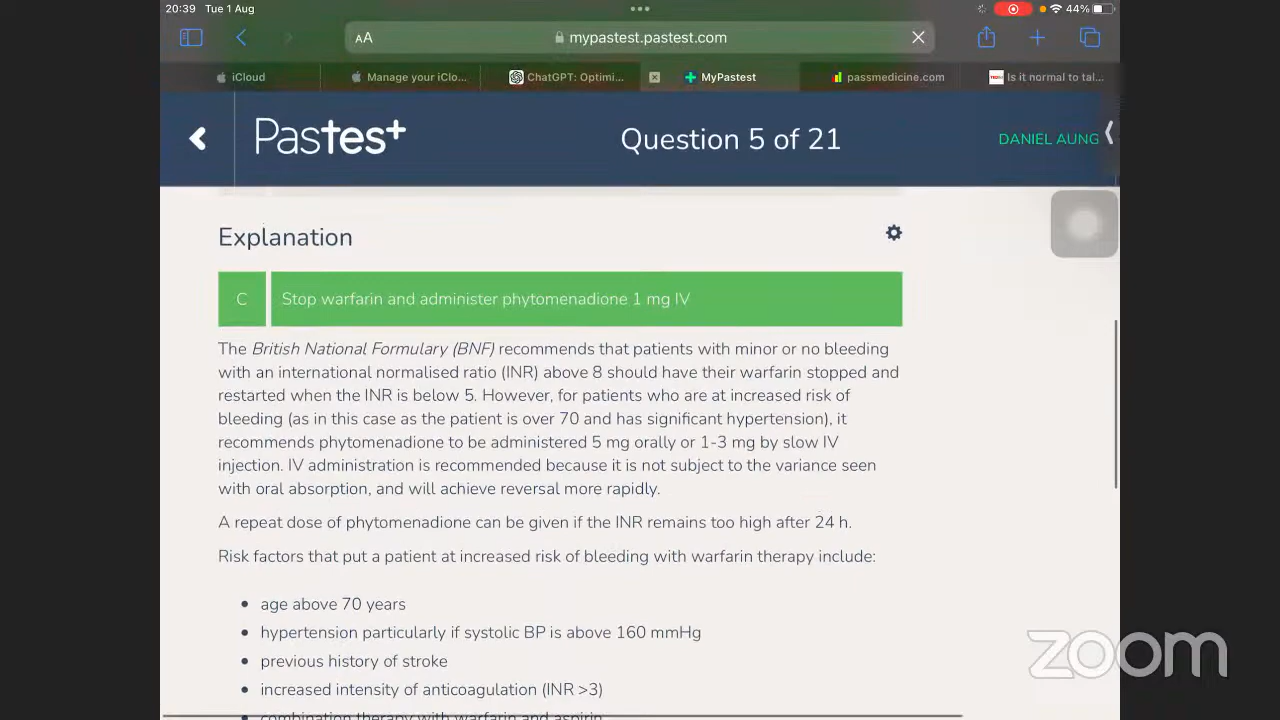 20:39 Tue 1 Aug
44%
AA
mypastest.pastest.com
iCloud
Manage your iClo...
ChatGPT: Optimi...
MyPastest
passmedicine.com
Is it normal to tal...
Pastest
Question 5 of 21
DANIEL AUNG
Explanation
C
Stop warfarin and administer phytomenadione 1 mg IV
The British National Formulary (BNF) recommends that patients with minor or no bleeding
with an international normalised ratio (INR) above 8 should have their warfarin stopped and
restarted when the INR is below 5. However, for patients who are at increased risk of
bleeding (as in this case as the patient is over 70 and has significant hypertension), it
recommends phytomenadione to be administered 5 mg orally or 1-3 mg by slow IV
injection. IV administration is recommended because it is not subject to the variance seen
with oral absorption, and will achieve reversal more rapidly.
A repeat dose of phytomenadione can be given if the INR remains too high after 24 h.
Risk factors that put a patient at increased risk of bleeding with warfarin therapy include:
• age above 70 years
• hypertension particularly if systolic BP is above 160 mmHg
• previous history of stroke
• increased intensity of anticoagulation (INR >3)
• combination therapy with warfarin and aspirin
zoom